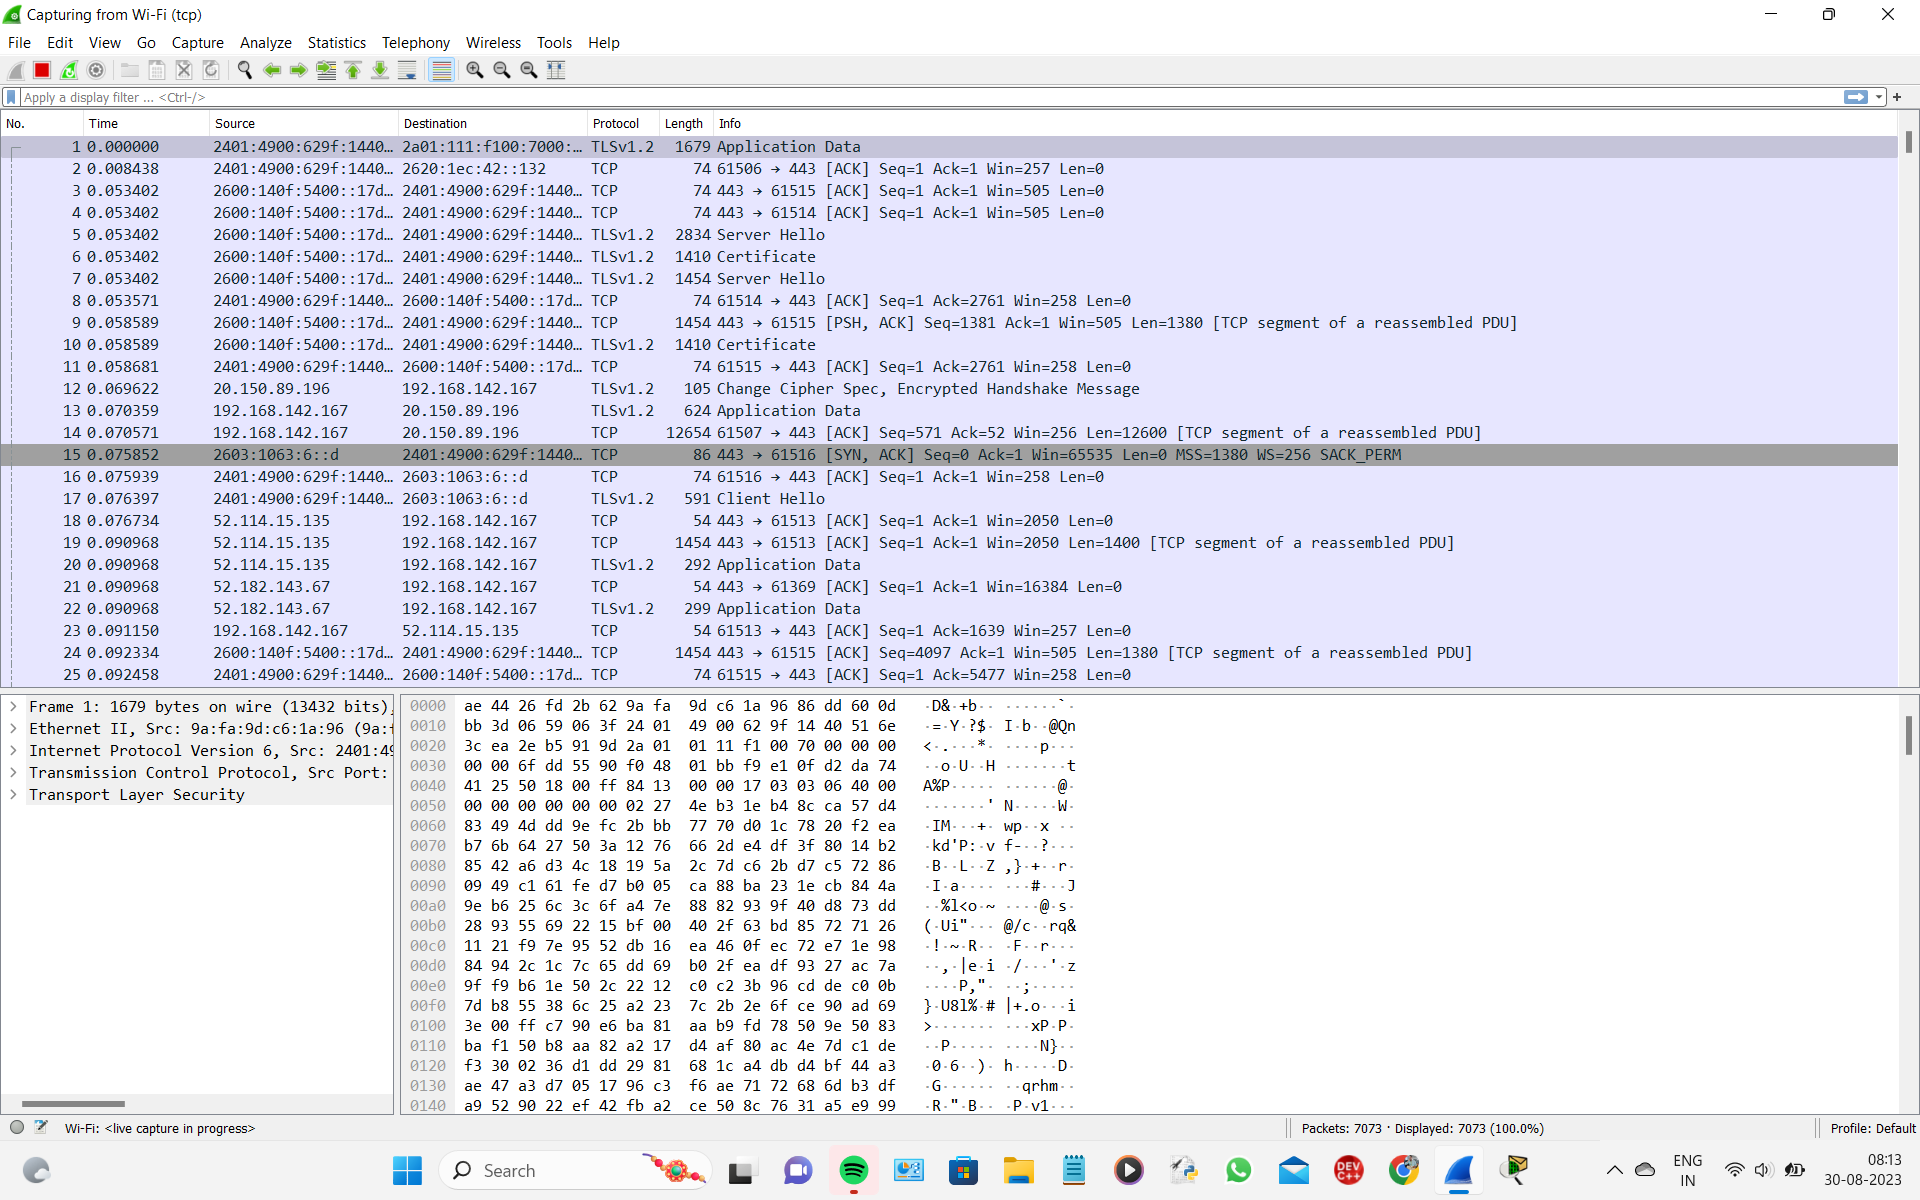 Capturing from Wi-Fi (tcp)
File Edit View Go Capture Analyze Statistics Telephony Wireless Tools Help
Apply a display filter ... <Ctrl-/>
No. Time Source Destination Protocol Length Info
1 0.000000 2401:4900:629f:1440… 2a01:111:f100:7000:… TLSv1.2 1679 Application Data
2 0.008438 2401:4900:629f:1440… 2620:1ec:42::132 TCP 74 61506 → 443 [ACK] Seq=1 Ack=1 Win=257 Len=0
3 0.053402 2600:140f:5400::17d… 2401:4900:629f:1440… TCP 74 443 → 61515 [ACK] Seq=1 Ack=1 Win=505 Len=0
4 0.053402 2600:140f:5400::17d… 2401:4900:629f:1440… TCP 74 443 → 61514 [ACK] Seq=1 Ack=1 Win=505 Len=0
5 0.053402 2600:140f:5400::17d… 2401:4900:629f:1440… TLSv1.2 2834 Server Hello
6 0.053402 2600:140f:5400::17d… 2401:4900:629f:1440… TLSv1.2 1410 Certificate
7 0.053402 2600:140f:5400::17d… 2401:4900:629f:1440… TLSv1.2 1454 Server Hello
8 0.053571 2401:4900:629f:1440… 2600:140f:5400::17d… TCP 74 61514 → 443 [ACK] Seq=1 Ack=2761 Win=258 Len=0
9 0.058589 2600:140f:5400::17d… 2401:4900:629f:1440… TCP 1454 443 → 61515 [PSH, ACK] Seq=1381 Ack=1 Win=505 Len=1380 [TCP segment of a reassembled PDU]
10 0.058589 2600:140f:5400::17d… 2401:4900:629f:1440… TLSv1.2 1410 Certificate
11 0.058681 2401:4900:629f:1440… 2600:140f:5400::17d… TCP 74 61515 → 443 [ACK] Seq=1 Ack=2761 Win=258 Len=0
12 0.069622 20.150.89.196 192.168.142.167 TLSv1.2 105 Change Cipher Spec, Encrypted Handshake Message
13 0.070359 192.168.142.167 20.150.89.196 TLSv1.2 624 Application Data
14 0.070571 192.168.142.167 20.150.89.196 TCP 12654 61507 → 443 [ACK] Seq=571 Ack=52 Win=256 Len=12600 [TCP segment of a reassembled PDU]
15 0.075852 2603:1063:6::d 2401:4900:629f:1440… TCP 86 443 → 61516 [SYN, ACK] Seq=0 Ack=1 Win=65535 Len=0 MSS=1380 WS=256 SACK_PERM
16 0.075939 2401:4900:629f:1440… 2603:1063:6::d TCP 74 61516 → 443 [ACK] Seq=1 Ack=1 Win=258 Len=0
17 0.076397 2401:4900:629f:1440… 2603:1063:6::d TLSv1.2 591 Client Hello
18 0.076734 52.114.15.135 192.168.142.167 TCP 54 443 → 61513 [ACK] Seq=1 Ack=1 Win=2050 Len=0
19 0.090968 52.114.15.135 192.168.142.167 TCP 1454 443 → 61513 [ACK] Seq=1 Ack=1 Win=2050 Len=1400 [TCP segment of a reassembled PDU]
20 0.090968 52.114.15.135 192.168.142.167 TLSv1.2 292 Application Data
21 0.090968 52.182.143.67 192.168.142.167 TCP 54 443 → 61369 [ACK] Seq=1 Ack=1 Win=16384 Len=0
22 0.090968 52.182.143.67 192.168.142.167 TLSv1.2 299 Application Data
23 0.091150 192.168.142.167 52.114.15.135 TCP 54 61513 → 443 [ACK] Seq=1 Ack=1639 Win=257 Len=0
24 0.092334 2600:140f:5400::17d… 2401:4900:629f:1440… TCP 1454 443 → 61515 [ACK] Seq=4097 Ack=1 Win=505 Len=1380 [TCP segment of a reassembled PDU]
25 0.092458 2401:4900:629f:1440… 2600:140f:5400::17d… TCP 74 61515 → 443 [ACK] Seq=1 Ack=5477 Win=258 Len=0
Frame 1: 1679 bytes on wire (13432 bits),
Ethernet II, Src: 9a:fa:9d:c6:1a:96 (9a:f
Internet Protocol Version 6, Src: 2401:49
Transmission Control Protocol, Src Port:
Transport Layer Security
0000 ae 44 26 fd 2b 62 9a fa 9d c6 1a 96 86 dd 60 0d ·D&·+b·· ······`·
0010 bb 3d 06 59 06 3f 24 01 49 00 62 9f 14 40 51 6e ·=·Y·?$· I·b··@Qn
0020 3c ea 2e b5 91 9d 2a 01 01 11 f1 00 70 00 00 00 <·.···*· ····p···
0030 00 00 6f dd 55 90 f0 48 01 bb f9 e1 0f d2 da 74 ··o·U··H ·······t
0040 41 25 50 18 00 ff 84 13 00 00 17 03 03 06 40 00 A%P····· ······@·
0050 00 00 00 00 00 00 02 27 4e b3 1e b4 8c ca 57 d4 ·······' N·····W·
0060 83 49 4d dd 9e fc 2b bb 77 70 d0 1c 78 20 f2 ea ·IM···+· wp··x ··
0070 b7 6b 64 27 50 3a 12 76 66 2d e4 df 3f 80 14 b2 ·kd'P:·v f-··?···
0080 85 42 a6 d3 4c 18 19 5a 2c 7d c6 2b d7 c5 72 86 ·B··L··Z ,}·+··r·
0090 09 49 c1 61 fe d7 b0 05 ca 88 ba 23 1e cb 84 4a ·I·a···· ···#···J
00a0 9e b6 25 6c 3c 6f a4 7e 88 82 93 9f 40 d8 73 dd ··%l<o·~ ····@·s·
00b0 28 93 55 69 22 15 bf 00 40 2f 63 bd 85 72 71 26 (·Ui"··· @/c··rq&
00c0 11 21 f9 7e 95 52 db 16 ea 46 0f ec 72 e7 1e 98 ·!·~·R·· ·F··r···
00d0 84 94 2c 1c 7c 65 dd 69 b0 2f ea df 93 27 ac 7a ··,·|e·i ·/···'·z
00e0 9f f9 b6 1e 50 2c 22 12 c0 c2 3b 96 cd de c0 0b ····P,"· ··;·····
00f0 7d b8 55 38 6c 25 a2 23 7c 2b 2e 6f ce 90 ad 69 }·U8l%·# |+.o···i
0100 3e 00 ff c7 90 e6 ba 81 aa b9 fd 78 50 9e 50 83 >······· ···xP·P·
0110 ba f1 50 b8 aa 82 a2 17 d4 af 80 ac 4e 7d c1 de ··P····· ····N}··
0120 f3 30 02 36 d1 dd 29 81 68 1c a4 db d4 bf 44 a3 ·0·6··)· h·····D·
0130 ae 47 a3 d7 05 17 96 c3 f6 ae 71 72 68 6d b3 df ·G······ ··qrhm··
0140 a9 52 90 22 ef 42 fb a2 ce 50 8c 76 31 a5 e9 99 ·R·"·B·· ·P·v1···
Wi-Fi: <live capture in progress> Packets: 7073 · Displayed: 7073 (100.0%) Profile: Default
Search
DEV C++
ENG
IN
08:13
30-08-2023